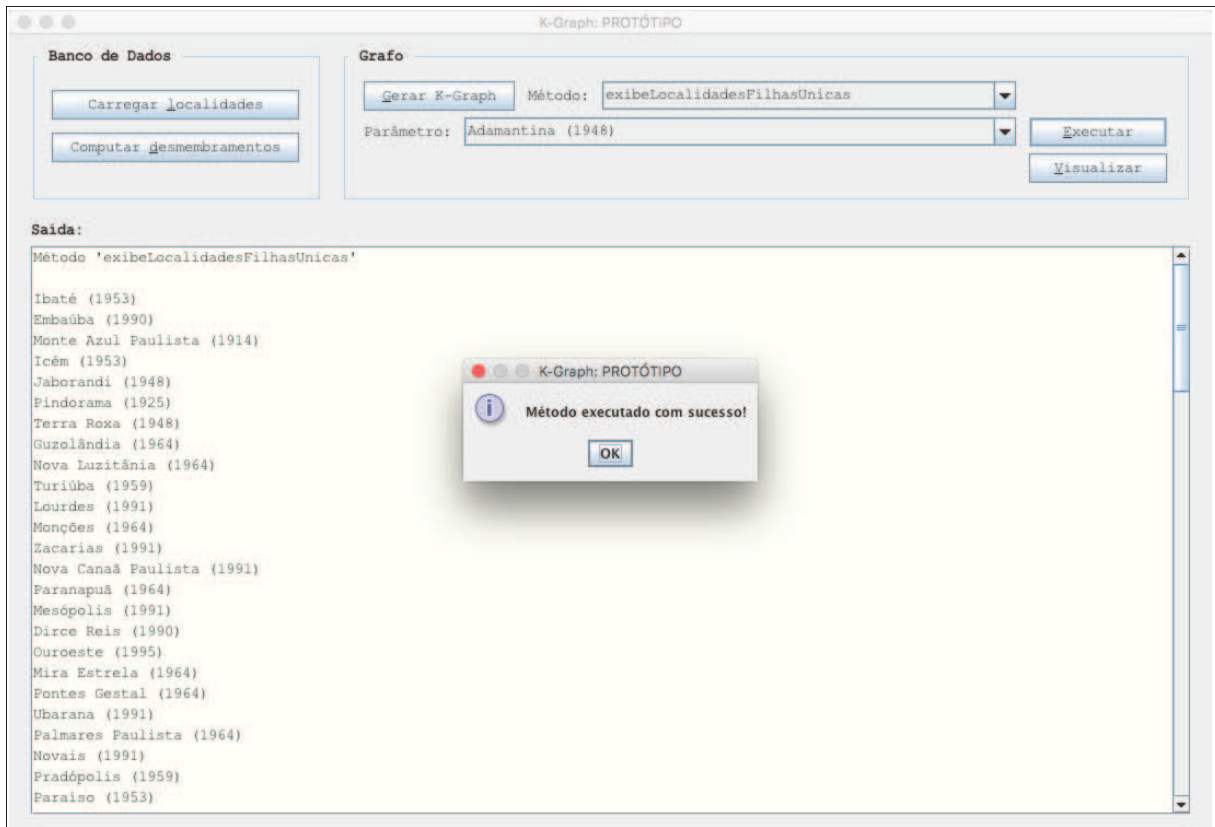 K-Graph: PROTÓTIPO
Banco de Dados
Carregar localidades
Computar desmembramentos
Grafo
Gerar K-Graph Método: exibeLocalidadesFilhasUnicas
Parâmetro: Adamantina (1948) Executar
Visualizar
Saída:
Método 'exibeLocalidadesFilhasUnicas'
Ibaté (1953)
Embaúba (1990)
Monte Azul Paulista (1914)
Icém (1953)
Jaborandi (1948)
Pindorama (1925)
Terra Roxa (1948)
Guzolândia (1964)
Nova Luzitânia (1964)
Turiúba (1959)
Lourdes (1991)
Monções (1964)
Zacarias (1991)
Nova Canaã Paulista (1991)
Paranapuã (1964)
Mesópolis (1991)
Dirce Reis (1990)
Ouroeste (1995)
Mira Estrela (1964)
Pontes Gestal (1964)
Ubarana (1991)
Palmares Paulista (1964)
Novais (1991)
Pradópolis (1959)
Paraíso (1953)
K-Graph: PROTÓTIPO
Método executado com sucesso!
OK